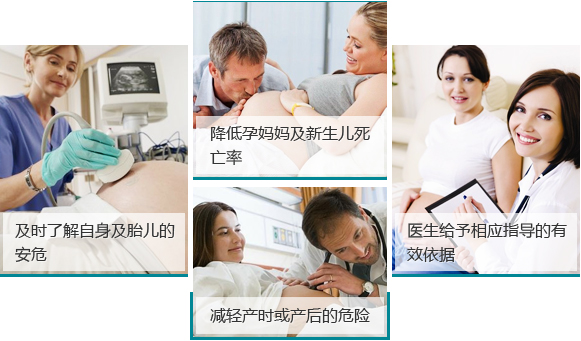 及时了解自身及胎儿的
安危
降低孕妈妈及新生儿死
亡率
减轻产时或产后的危险
医生给予相应指导的有
效依据